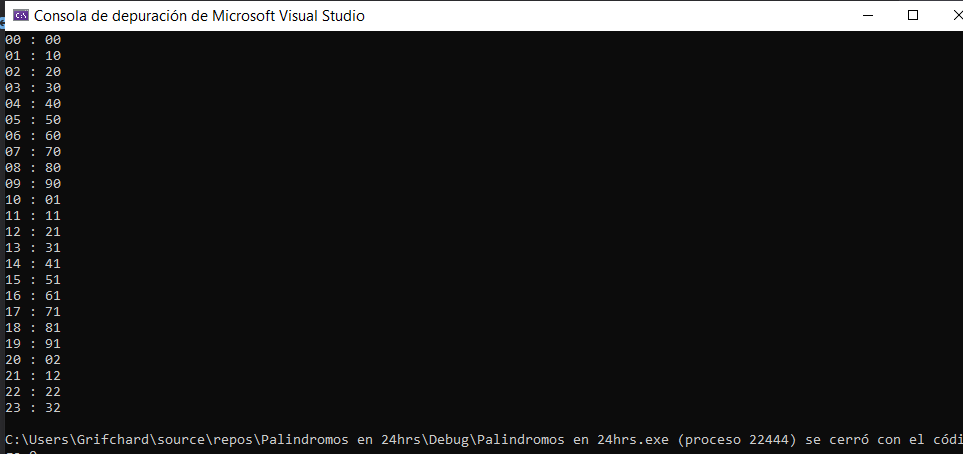 Consola de depuración de Microsoft Visual Studio
00 : 00
01 : 10
02 : 20
03 : 30
04 : 40
05 : 50
06 : 60
07 : 70
08 : 80
09 : 90
10 : 01
11 : 11
12 : 21
13 : 31
14 : 41
15 : 51
16 : 61
17 : 71
18 : 81
19 : 91
20 : 02
21 : 12
22 : 22
23 : 32
C:\Users\Grifchard\source\repos\Palindromos en 24hrs\Debug\Palindromos en 24hrs.exe (proceso 22444) se cerró con el códi